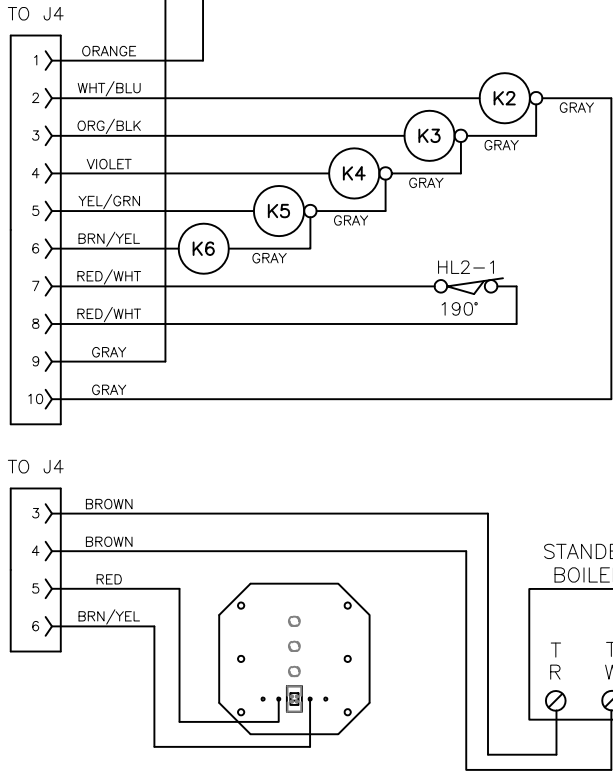 TO J4
1 ORANGE
2 WHT/BLU K2 GRAY
3 ORG/BLK K3 GRAY
4 VIOLET K4 GRAY
5 YEL/GRN K5 GRAY
6 BRN/YEL K6 GRAY
7 RED/WHT HL2-1
190°
8 RED/WHT
9 GRAY
10 GRAY
TO J4
3 BROWN
4 BROWN
5 RED
6 BRN/YEL
T
R